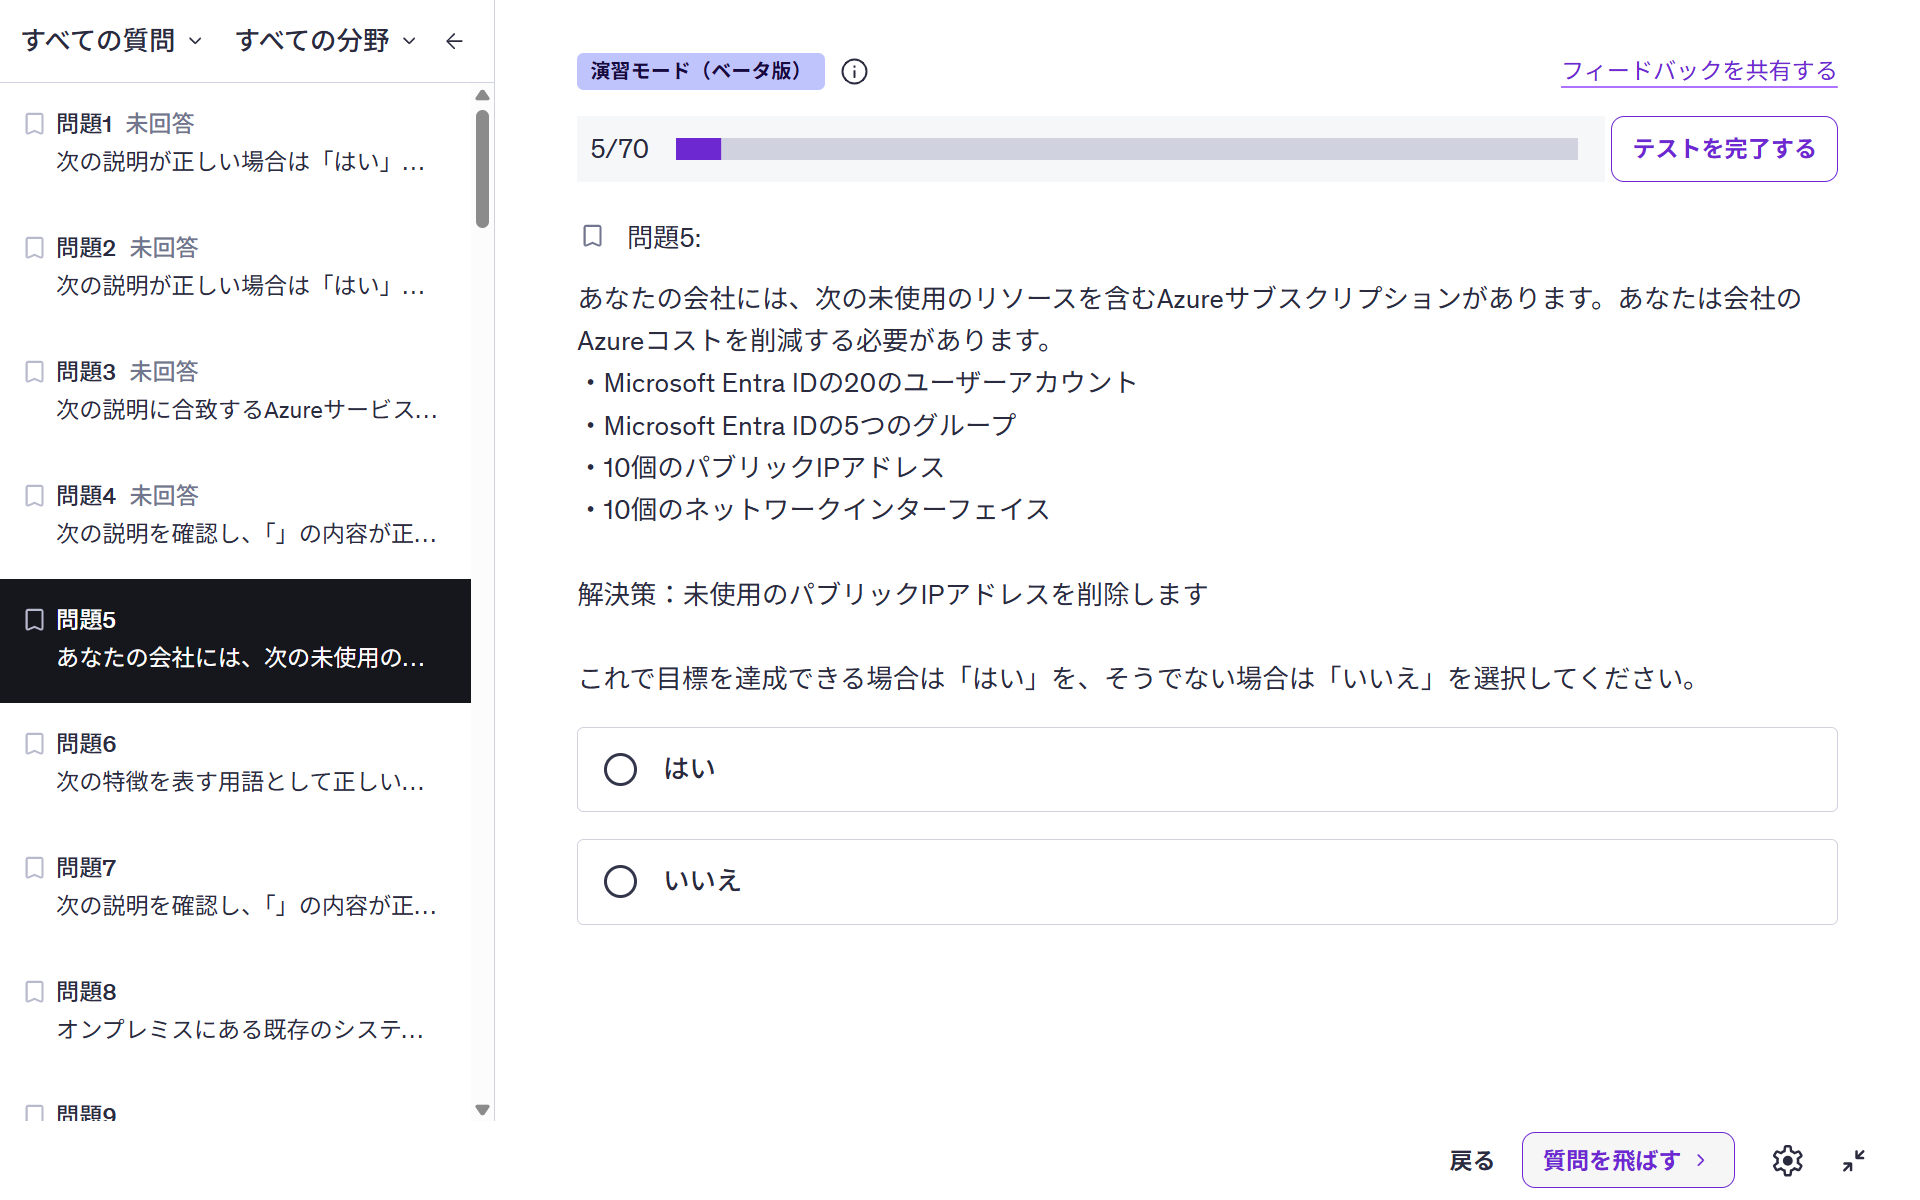 すべての質問 すべての分野
問題1 未回答
次の説明が正しい場合は「はい」...
問題2 未回答
次の説明が正しい場合は「はい」...
問題3 未回答
次の説明に合致するAzureサービス...
問題4 未回答
次の説明を確認し、「」の内容が正...
問題5
あなたの会社には、次の未使用の...
問題6
次の特徴を表す用語として正しい...
問題7
次の説明を確認し、「」の内容が正...
問題8
オンプレミスにある既存のシステ...
問題9
演習モード（ベータ版）
フィードバックを共有する
5/70
テストを完了する
問題5:
あなたの会社には、次の未使用のリソースを含むAzureサブスクリプションがあります。あなたは会社の
Azureコストを削減する必要があります。
・Microsoft Entra IDの20のユーザーアカウント
・Microsoft Entra IDの5つのグループ
・10個のパブリックIPアドレス
・10個のネットワークインターフェイス
解決策：未使用のパブリックIPアドレスを削除します
これで目標を達成できる場合は「はい」を、そうでない場合は「いいえ」を選択してください。
はい
いいえ
戻る
質問を飛ばす